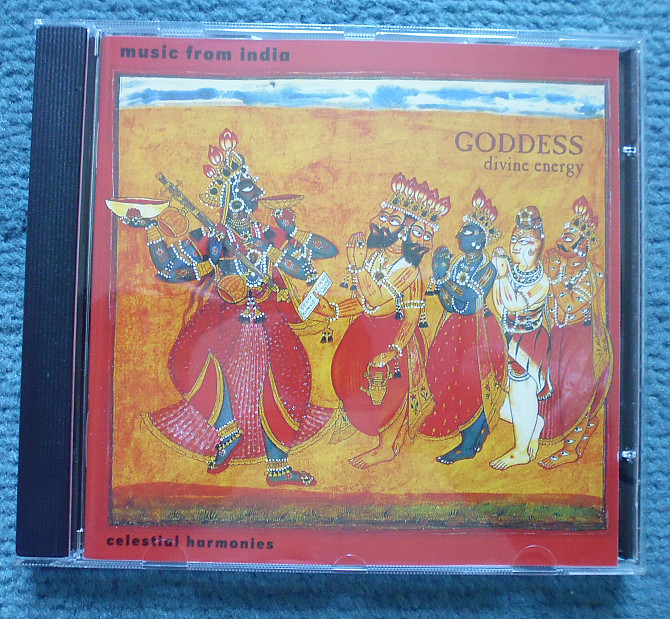 music from india
GODDESS
divine energy
celestial harmonies